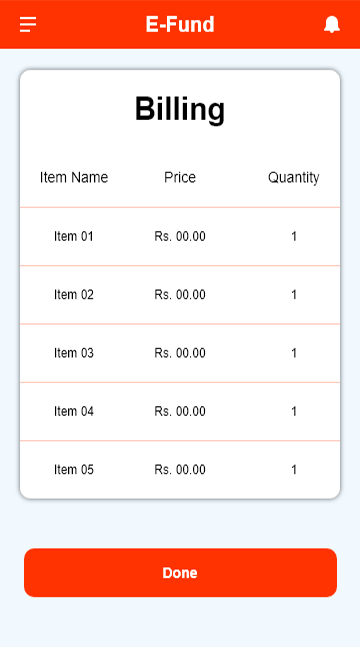 E-Fund
Billing
Item Name Price Quantity
Item 01 Rs. 00.00 1
Item 02 Rs. 00.00 1
Item 03 Rs. 00.00 1
Item 04 Rs. 00.00 1
Item 05 Rs. 00.00 1
Done